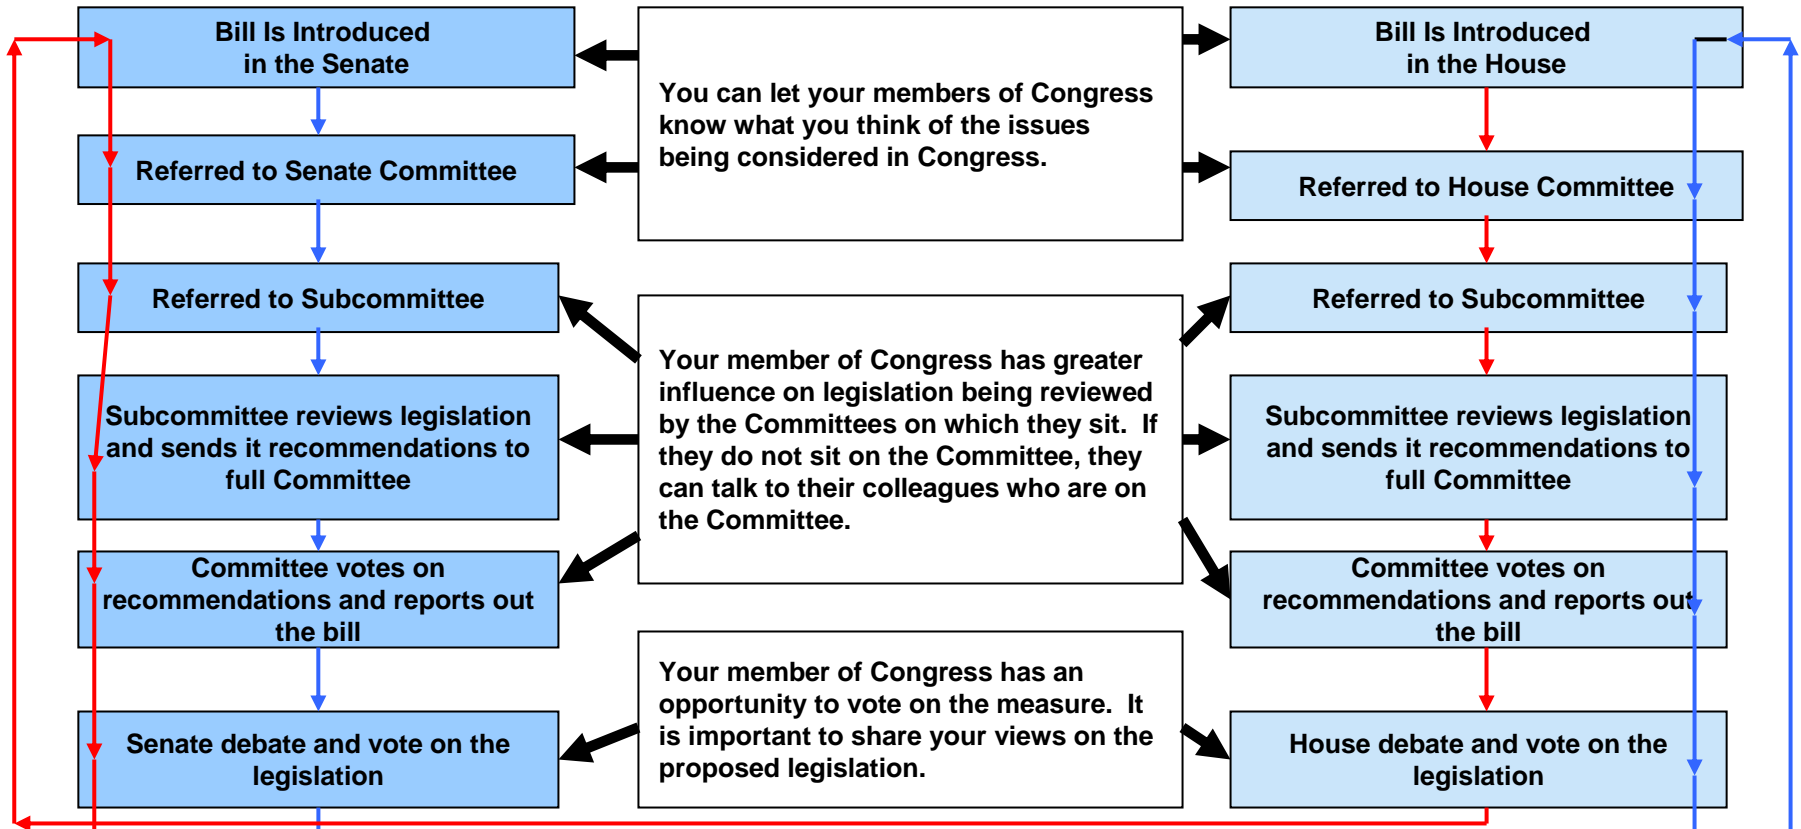 Bill Is Introduced
in the Senate
Referred to Senate Committee
Referred to Subcommittee
Subcommittee reviews legislation
and sends it recommendations to
full Committee
Committee votes on
recommendations and reports out
the bill
Senate debate and vote on the
legislation
You can let your members of Congress
know what you think of the issues
being considered in Congress.
Your member of Congress has greater
influence on legislation being reviewed
by the Committees on which they sit.  If
they do not sit on the Committee, they
can talk to their colleagues who are on
the Committee.
Your member of Congress has an
opportunity to vote on the measure.  It
is important to share your views on the
proposed legislation.
Bill Is Introduced
in the House
Referred to House Committee
Referred to Subcommittee
Subcommittee reviews legislation
and sends it recommendations to
full Committee
Committee votes on
recommendations and reports out
the bill
House debate and vote on the
legislation